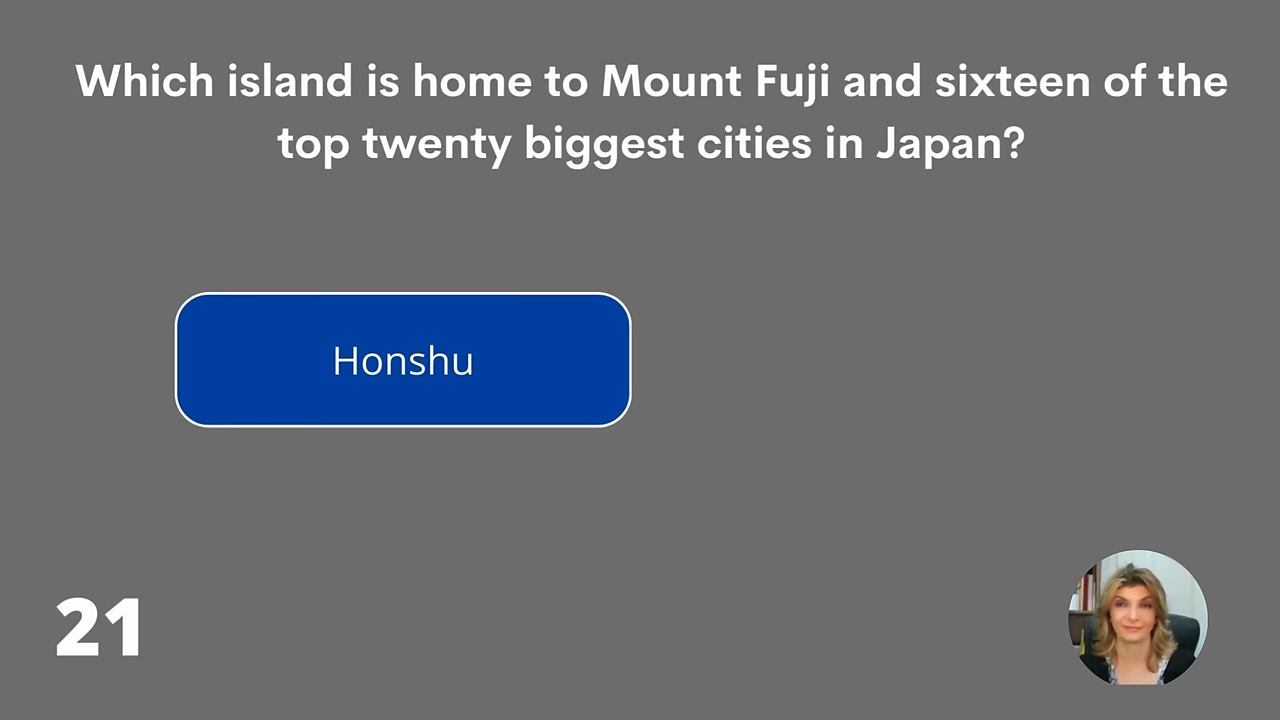 Which island is home to Mount Fuji and sixteen of the
top twenty biggest cities in Japan?
Honshu
21